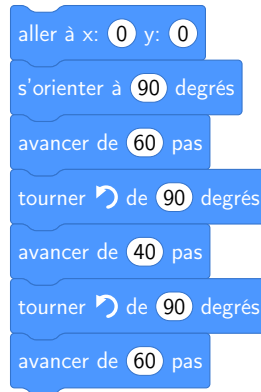 aller à x: 0 y: 0
s'orienter à 90 degrés
avancer de 60 pas
tourner de 90 degrés
avancer de 40 pas
tourner de 90 degrés
avancer de 60 pas